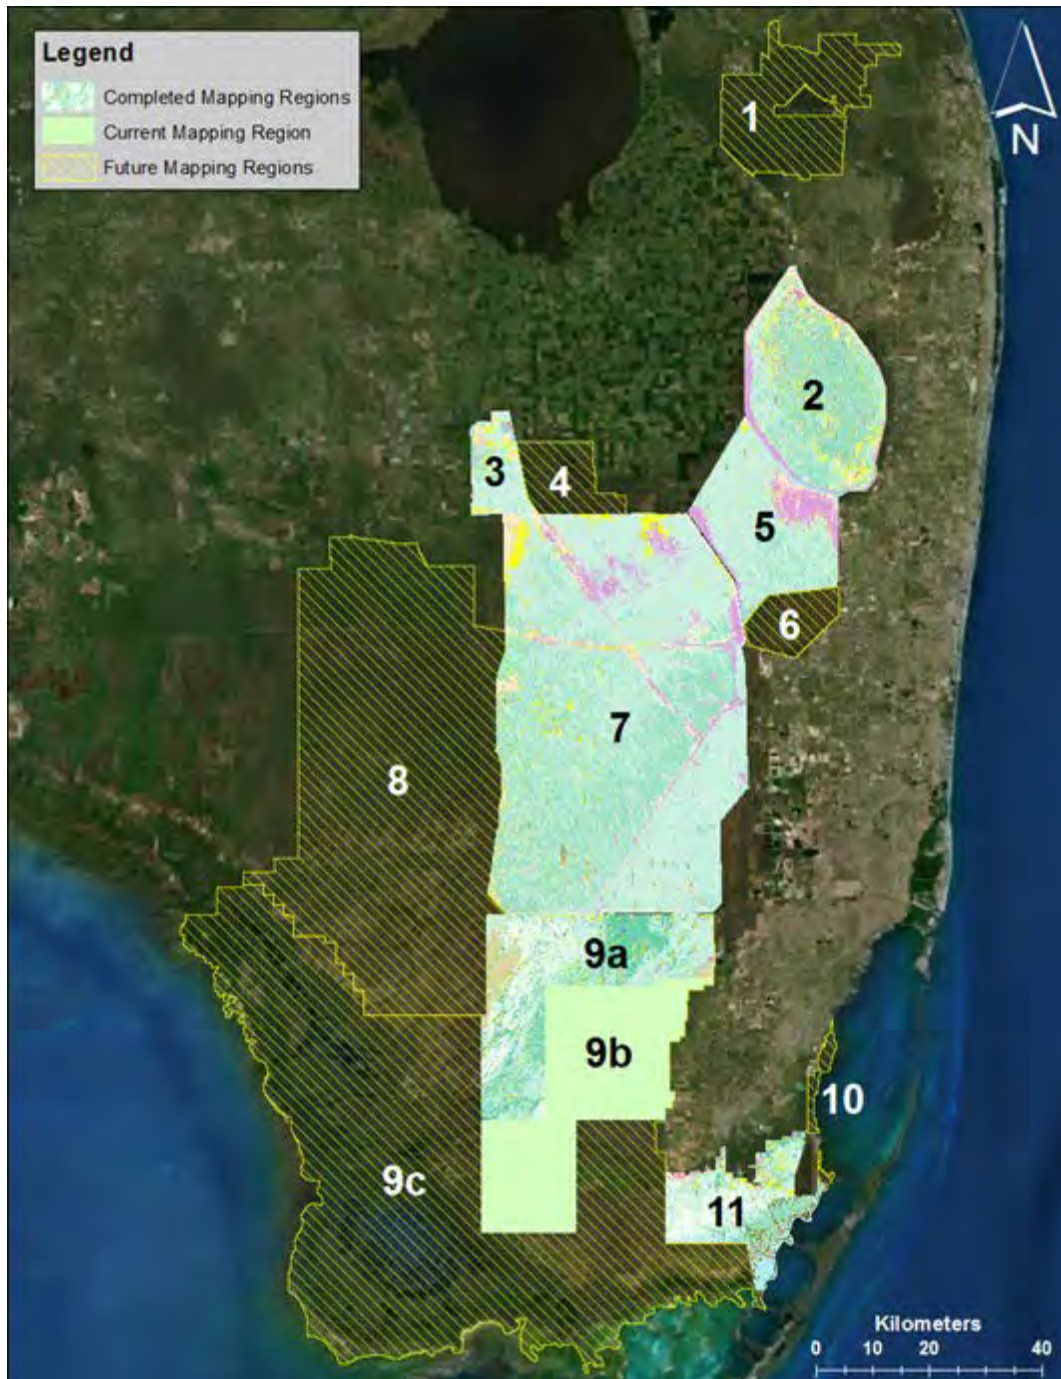 Legend
Completed Mapping Regions
Current Mapping Region
Future Mapping Regions
1
N
2
3
4
5
6
7
8
9a
9b
10
9c
11
Kilometers
0 10 20 40